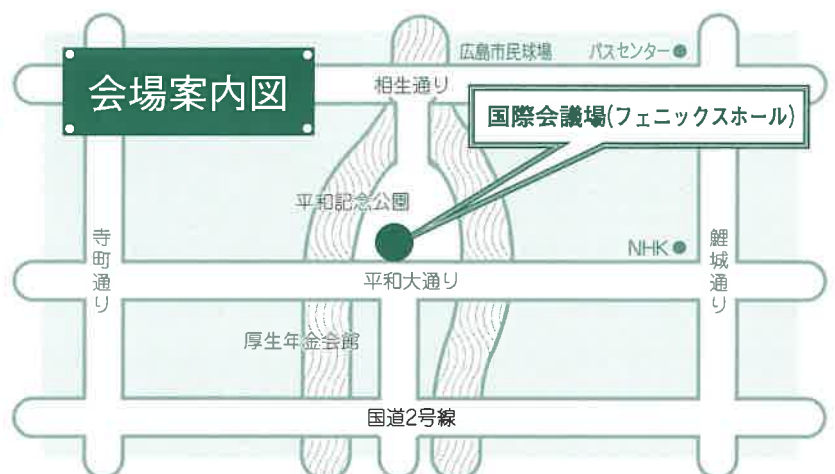 会場案内図
広島市民球場
バスセンター
相生通り
国際会議場(フェニックスホール)
平和記念公園
寺町通り
NHK
鯉城通り
平和大通り
厚生年金会館
国道2号線